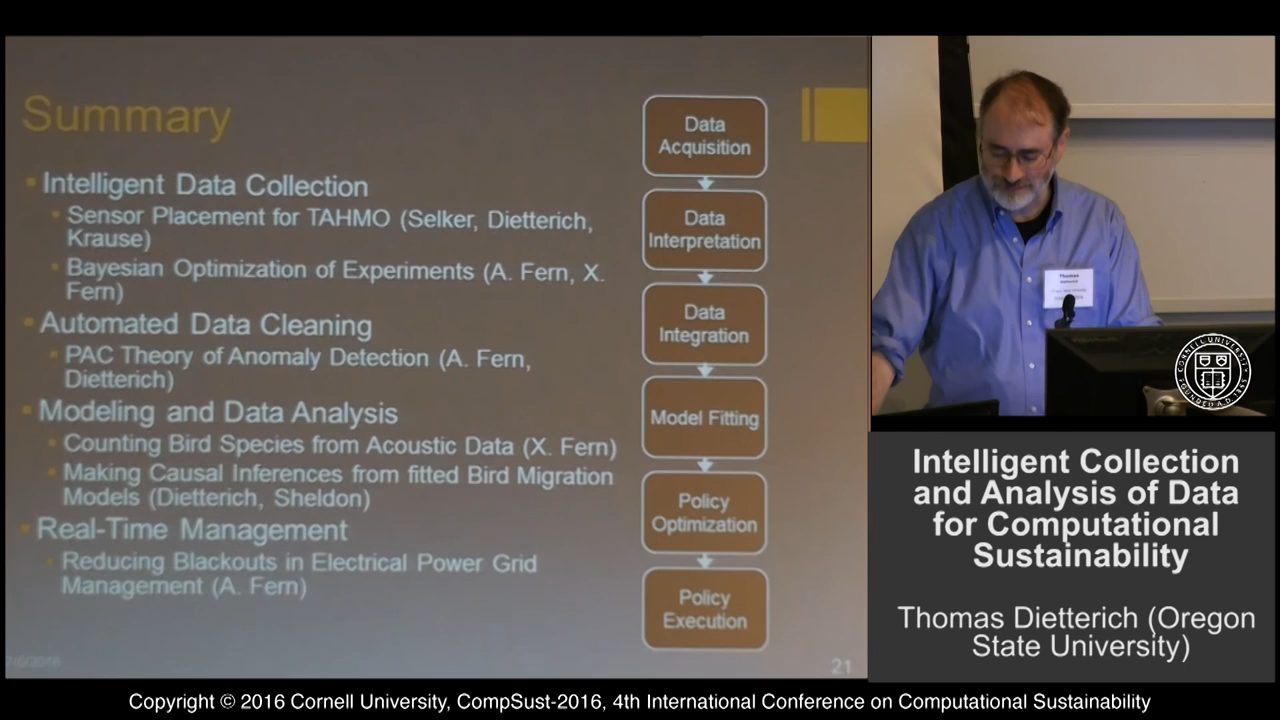 Summary
Intelligent Data Collection
Sensor Placement for TAHMO (Selker, Dietterich,
Krause)
Bayesian Optimization of Experiments (A. Fern, X.
Fern)
Automated Data Cleaning
PAC Theory of Anomaly Detection (A. Fern,
Dietterich)
Modeling and Data Analysis
Counting Bird Species from Acoustic Data (X. Fern)
Making Causal Inferences from fitted Bird Migration
Models (Dietterich, Sheldon)
Real-Time Management
Reducing Blackouts in Electrical Power Grid
Management (A. Fern)
Data
Acquisition
Data
Interpretation
Data
Integration
Model Fitting
Policy
Optimization
Policy
Execution
21
Thomas
CORNELL UNIVERSITY
FOUNDED A.D. 1865
Intelligent Collection
and Analysis of Data
for Computational
Sustainability
Thomas Dietterich (Oregon
State University)
Copyright © 2016 Cornell University, CompSust-2016, 4th International Conference on Computational Sustainability